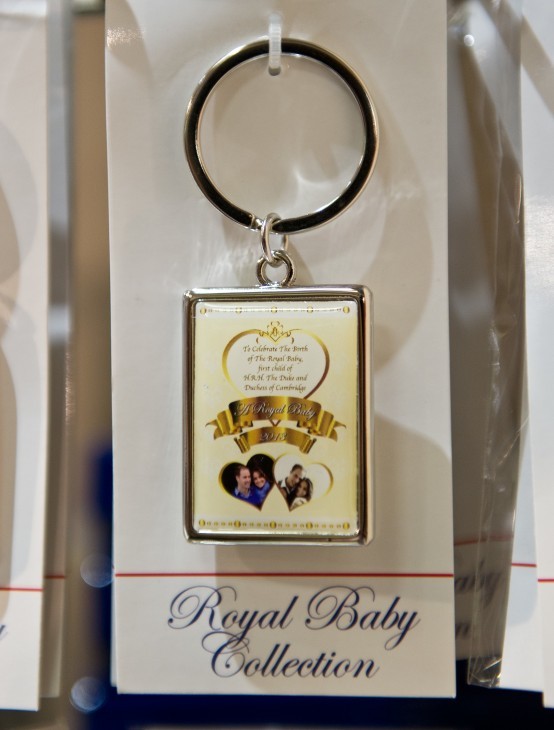 To Celebrate The Birth
of The Royal Baby,
first child of
H.R.H. The Duke and
Duchess of Cambridge
A Royal Baby
2013
Royal Baby
Collection